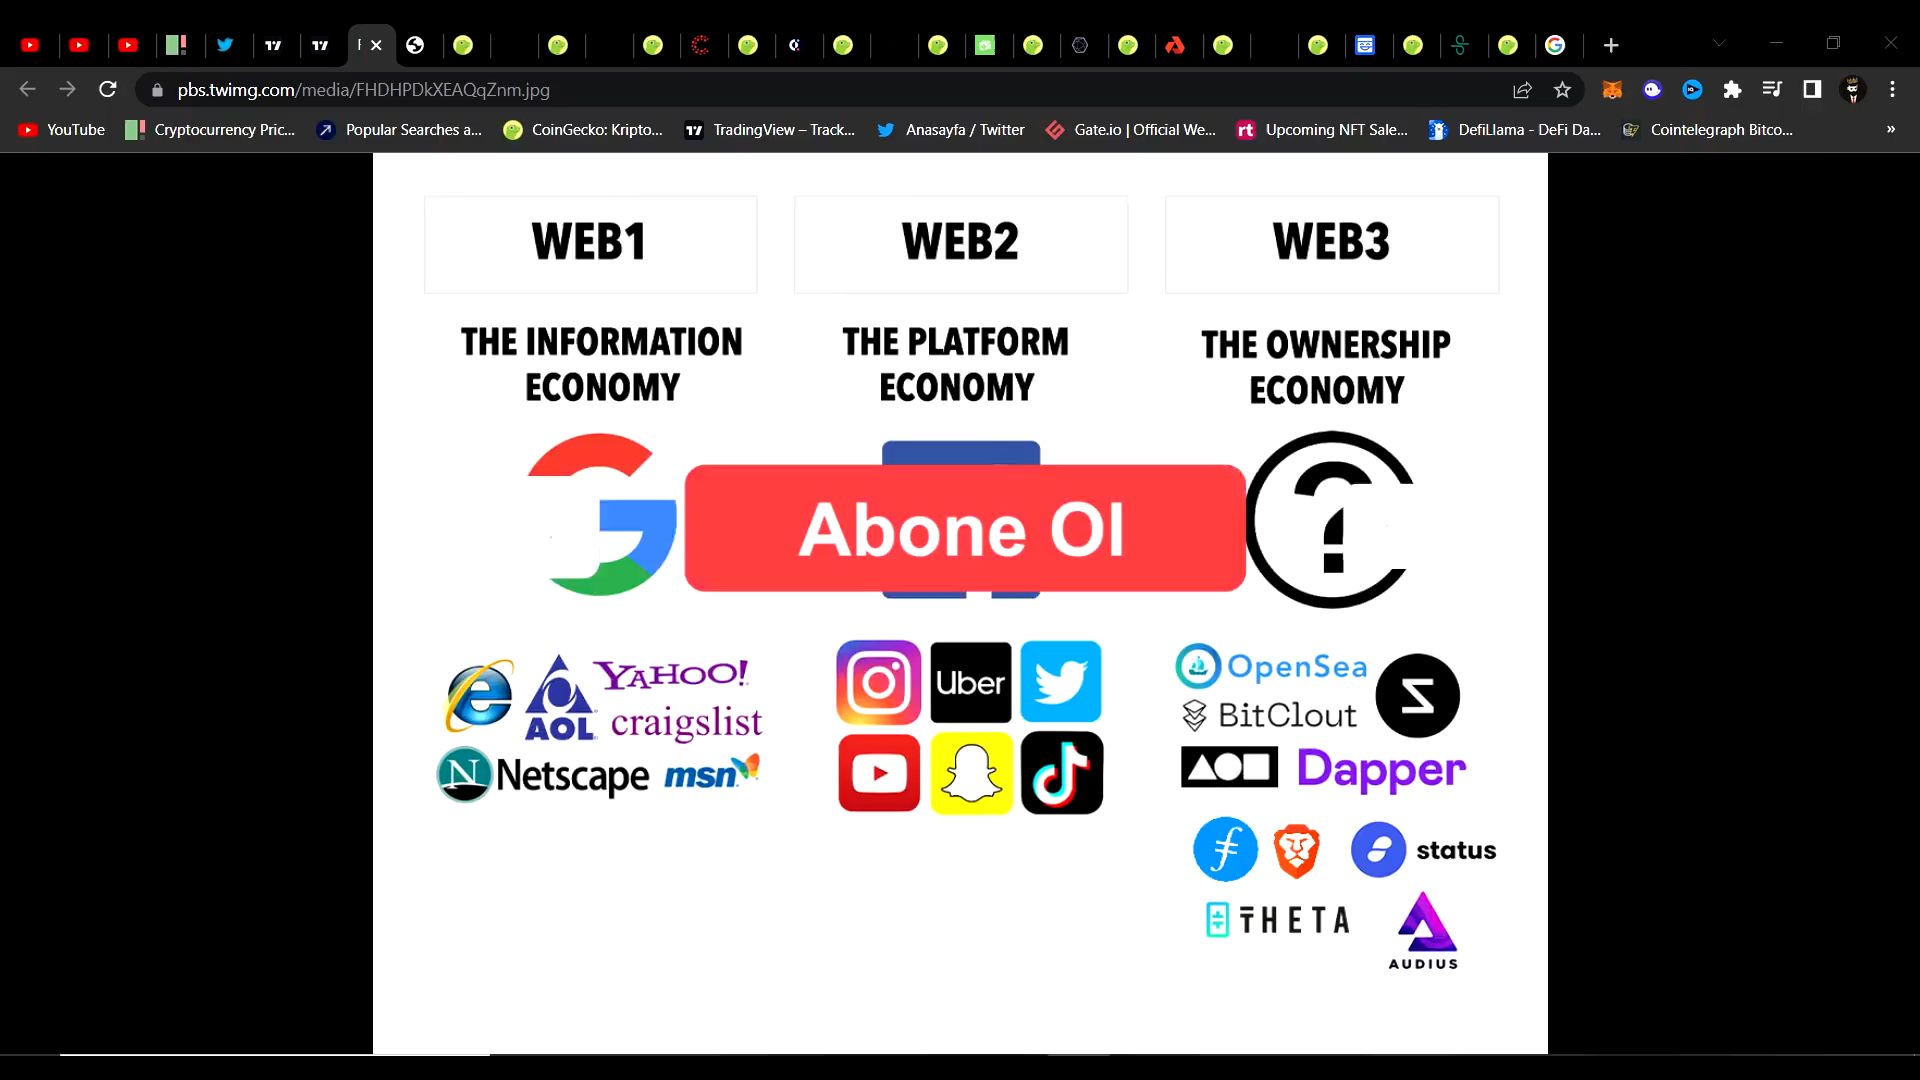 pbs.twimg.com/media/FHDHPDkXEAQqZnm.jpg
YouTube
Cryptocurrency Pric...
Popular Searches a...
CoinGecko: Kripto...
TradingView – Track...
Anasayfa / Twitter
Gate.io | Official We...
Upcoming NFT Sale...
DefiLlama - DeFi Da...
Cointelegraph Bitco...
WEB1
WEB2
WEB3
THE INFORMATION
ECONOMY
THE PLATFORM
ECONOMY
THE OWNERSHIP
ECONOMY
Abone Ol
YAHOO!
AOL
craigslist
N Netscape
msn
Uber
OpenSea
BitClout
Dapper
status
THETA
AUDIUS